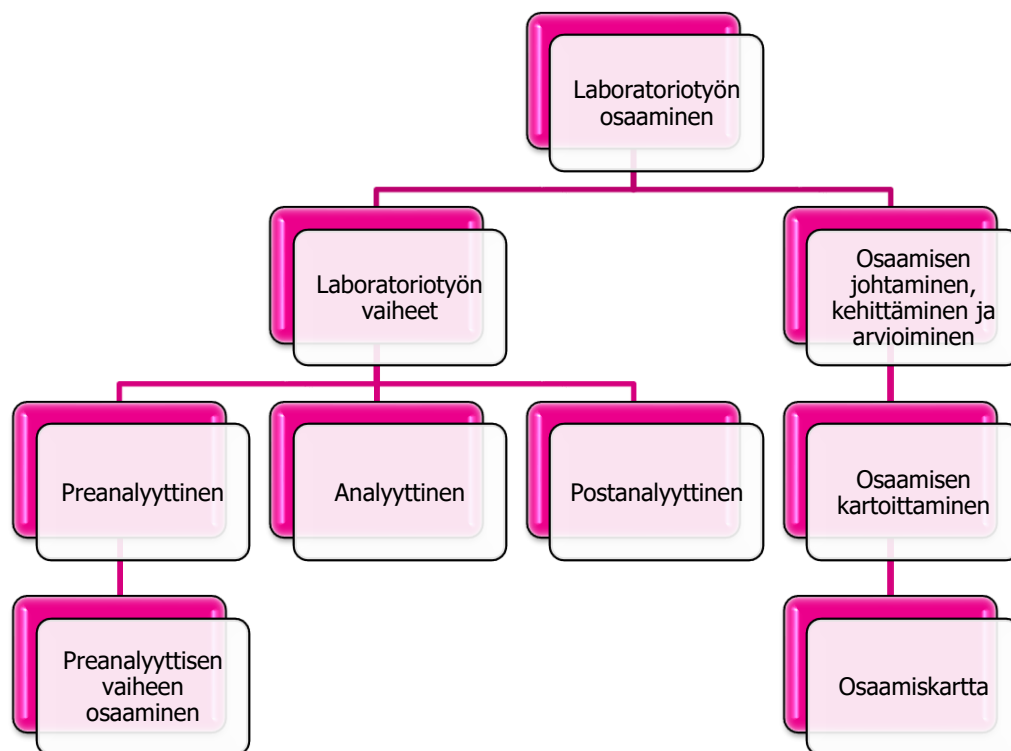 Laboratoriotyön
osaaminen
Laboratoriotyön
vaiheet
Osaamisen
johtaminen,
kehittäminen ja
arvioiminen
Preanalyyttinen
Analyyttinen
Postanalyyttinen
Osaamisen
kartoittaminen
Preanalyyttisen
vaiheen
osaaminen
Osaamiskartta